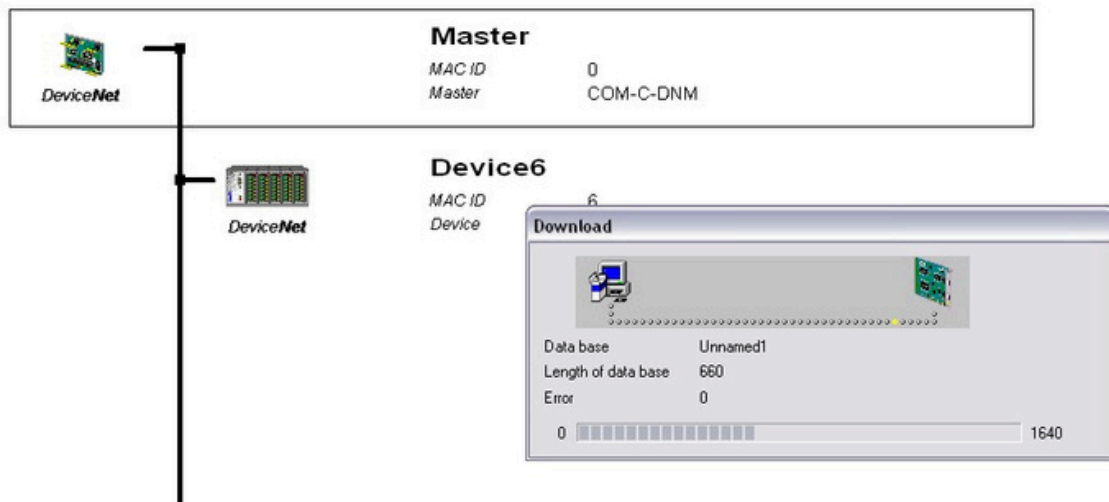 Master
MAC ID 0
Master COM-C-DNM
DeviceNet
Device6
MAC ID 6
Device
DeviceNet
Download
Data base Unnamed1
Length of data base 660
Error 0
0 1640